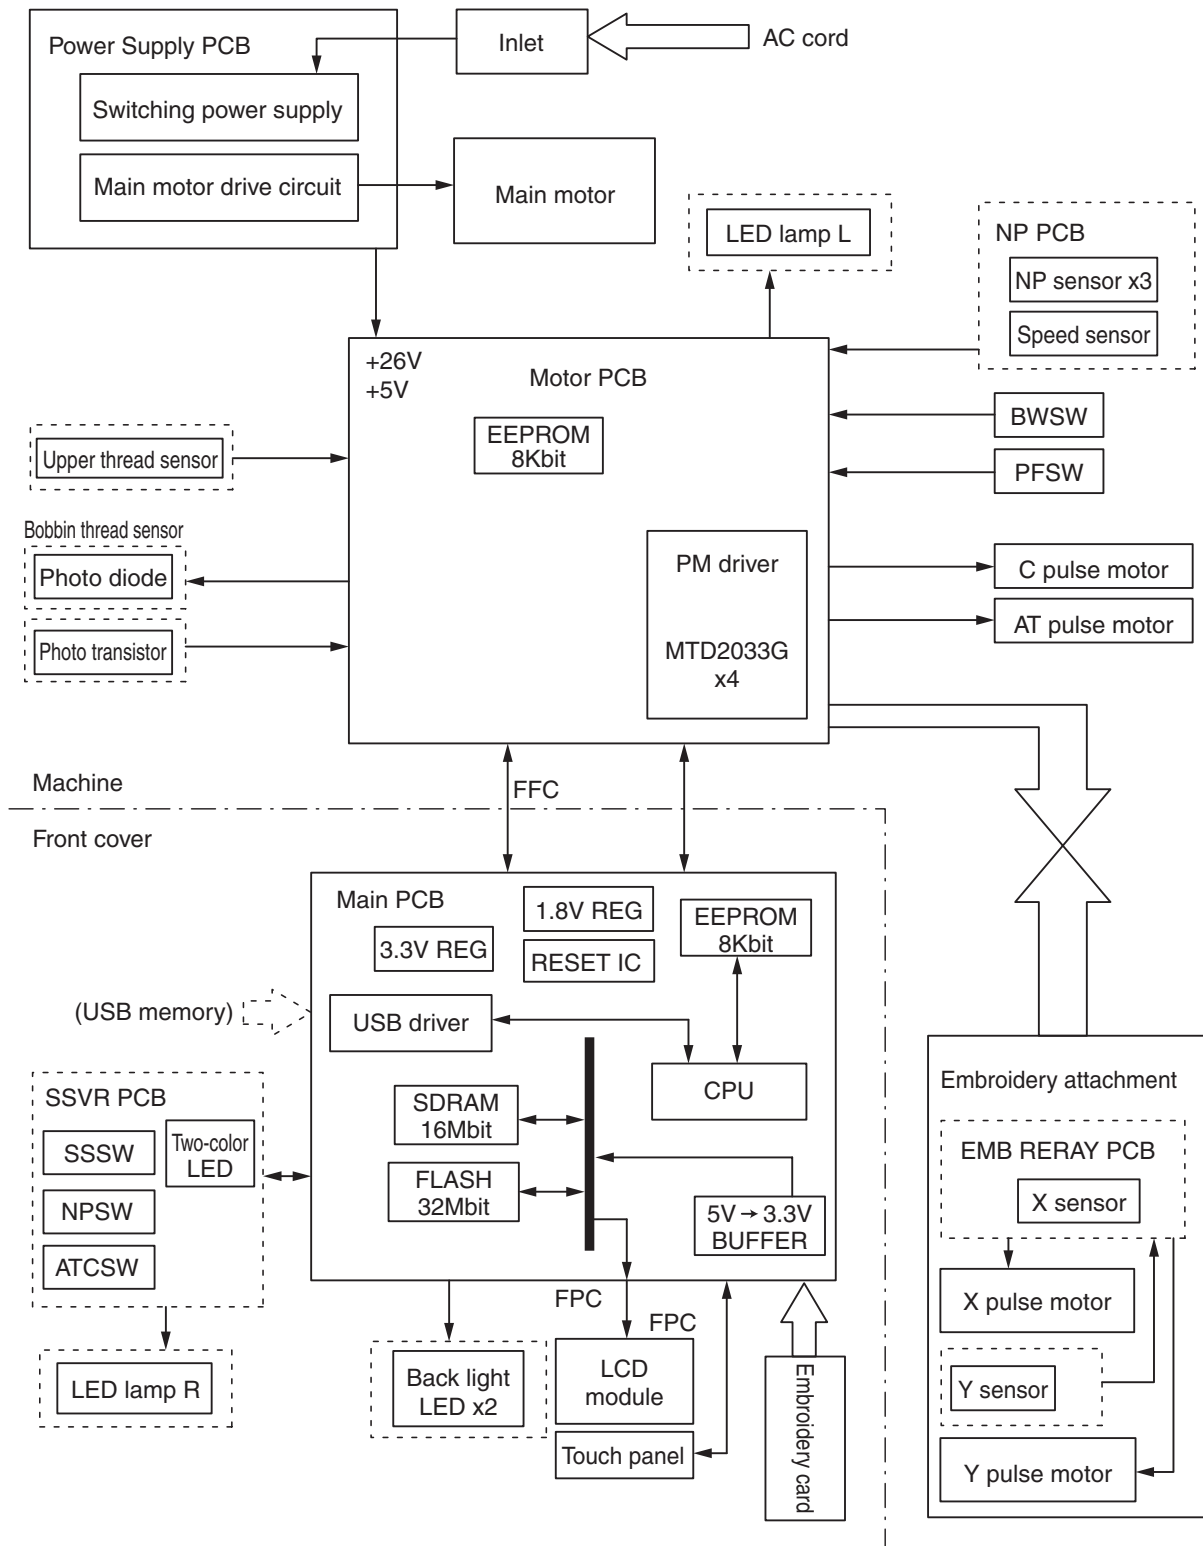 Power Supply PCB
Inlet
AC cord
Switching power supply
Main motor drive circuit
Main motor
LED lamp L
NP PCB
NP sensor x3
Speed sensor
+26V
+5V
Motor PCB
EEPROM
8Kbit
BWSW
PFSW
Upper thread sensor
Bobbin thread sensor
Photo diode
Photo transistor
PM driver
MTD2033G
x4
C pulse motor
AT pulse motor
Machine
FFC
Front cover
Main PCB
1.8V REG
3.3V REG
RESET IC
EEPROM
8Kbit
(USB memory)
USB driver
CPU
SDRAM
16Mbit
FLASH
32Mbit
5V→3.3V
BUFFER
SSVR PCB
SSSW
Two-color
LED
NPSW
ATCSW
LED lamp R
FPC
FPC
Back light
LED x2
LCD
module
Touch panel
Embroidery card
Embroidery attachment
EMB RERAY PCB
X sensor
X pulse motor
Y sensor
Y pulse motor